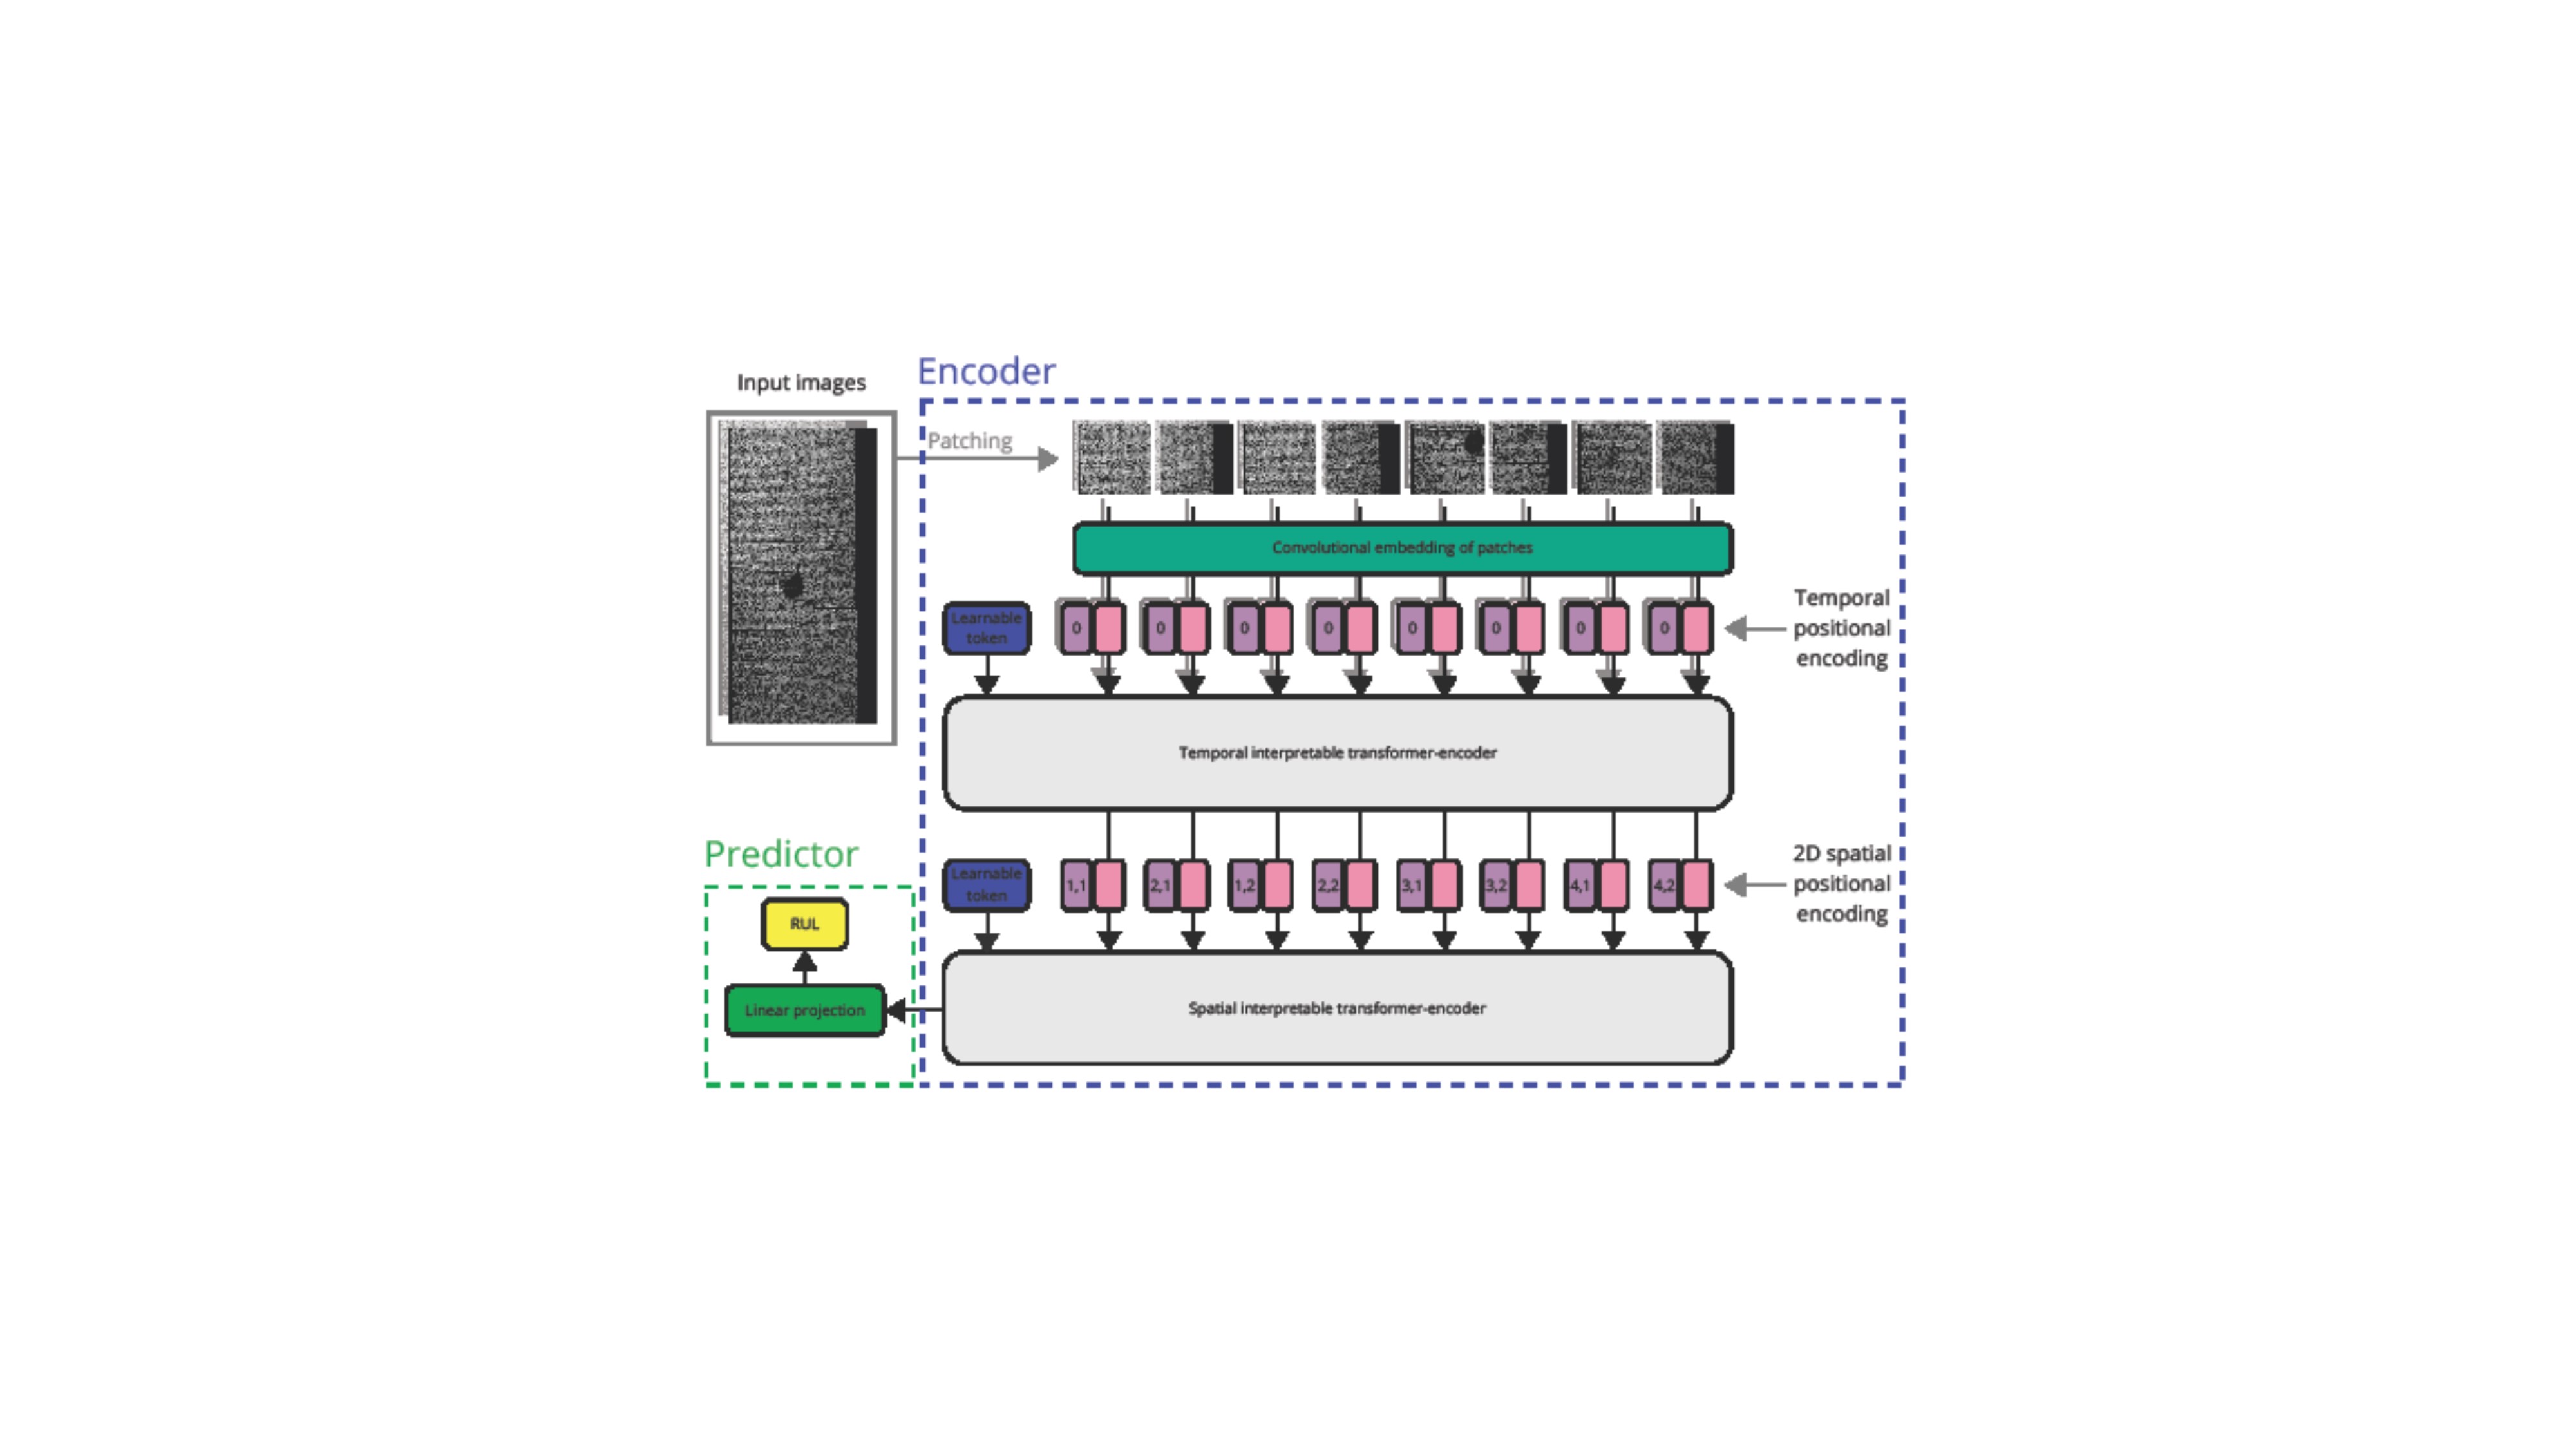 Input images
Encoder
Patching
Convolutional embedding of patches
Learnable
token
0 0 0 0 0 0 0 0
Temporal
positional
encoding
Temporal interpretable transformer-encoder
Learnable
token
1,1 2,1 1,2 2,2 3,1 3,2 4,1 4,2
2D spatial
positional
encoding
Spatial interpretable transformer-encoder
Predictor
RUL
Linear projection